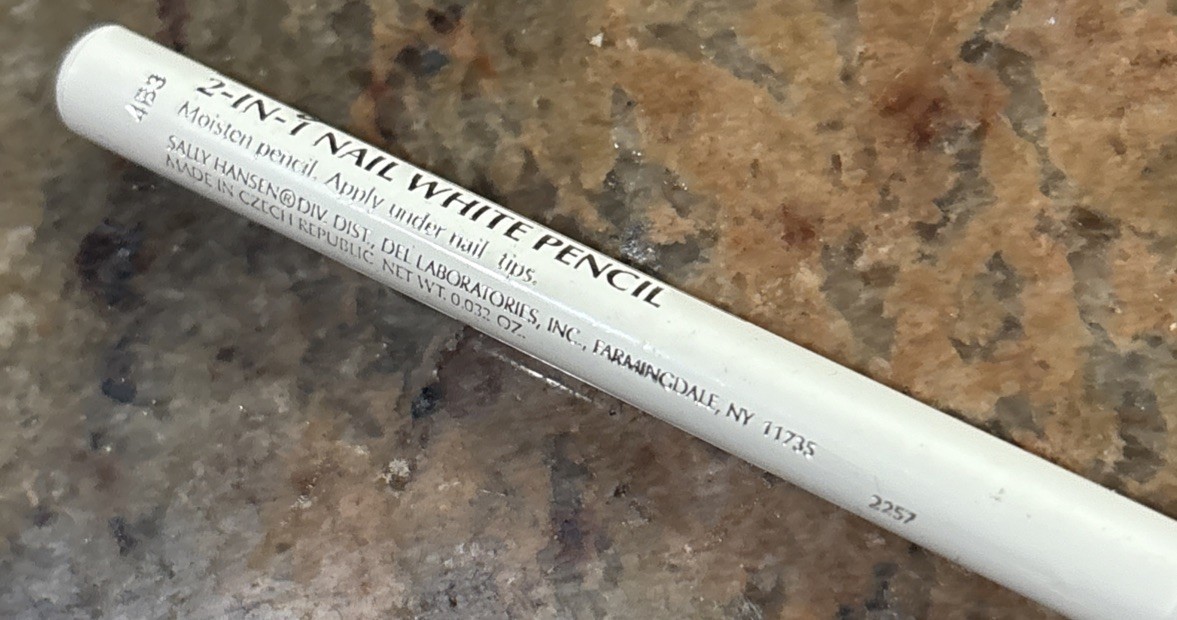 4B3
2-IN-1 NAIL WHITE PENCIL
Moisten pencil. Apply under nail tips.
SALLY HANSEN® DIV. DIST., DEL LABORATORIES, INC., FARMINGDALE, NY 11735
MADE IN CZECH REPUBLIC NET WT. 0.032 OZ.
2257